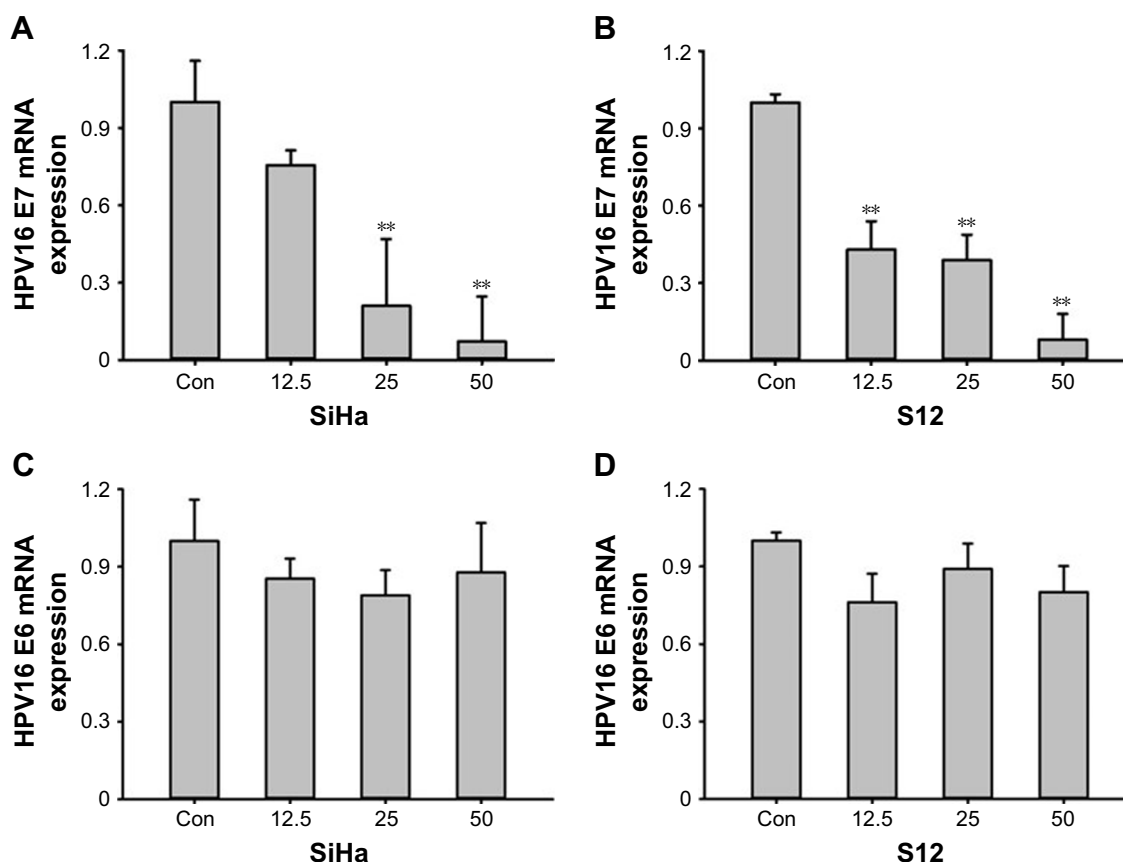 A
HPV16 E7 mRNA
expression
1.2
0.9
0.6
0.3
0
**
**
Con 12.5 25 50
SiHa
B
HPV16 E7 mRNA
expression
1.2
0.9
0.6
0.3
0
**
**
**
Con 12.5 25 50
S12
C
HPV16 E6 mRNA
expression
1.2
0.9
0.6
0.3
0
Con 12.5 25 50
SiHa
D
HPV16 E6 mRNA
expression
1.2
0.9
0.6
0.3
0
Con 12.5 25 50
S12